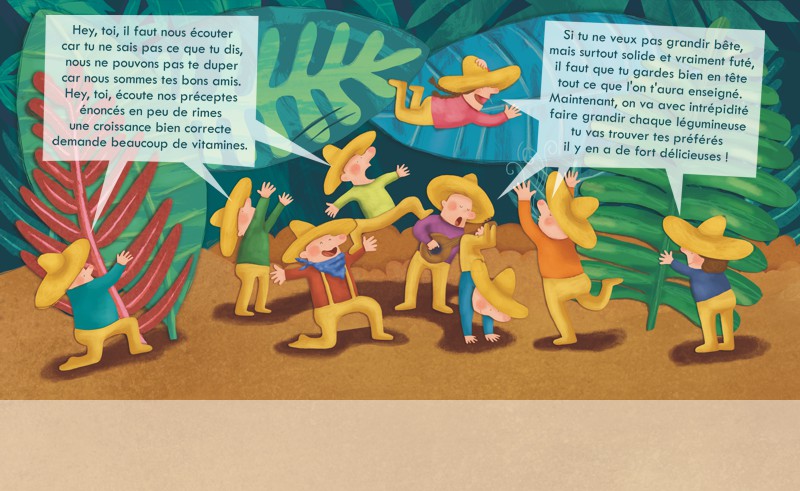 Hey, toi, il faut nous écouter
car tu ne sais pas ce que tu dis,
nous ne pouvons pas te duper
car nous sommes tes bons amis.
Hey, toi, écoute nos préceptes
énoncés en peu de rimes
une croissance bien correcte
demande beaucoup de vitamines.
Si tu ne veux pas grandir bête,
mais surtout solide et vraiment futé,
il faut que tu gardes bien en tête
tout ce que l'on t'aura enseigné.
Maintenant, on va avec intrépidité
faire grandir chaque légumineuse
tu vas trouver tes préférés
il y en a de fort délicieuses !